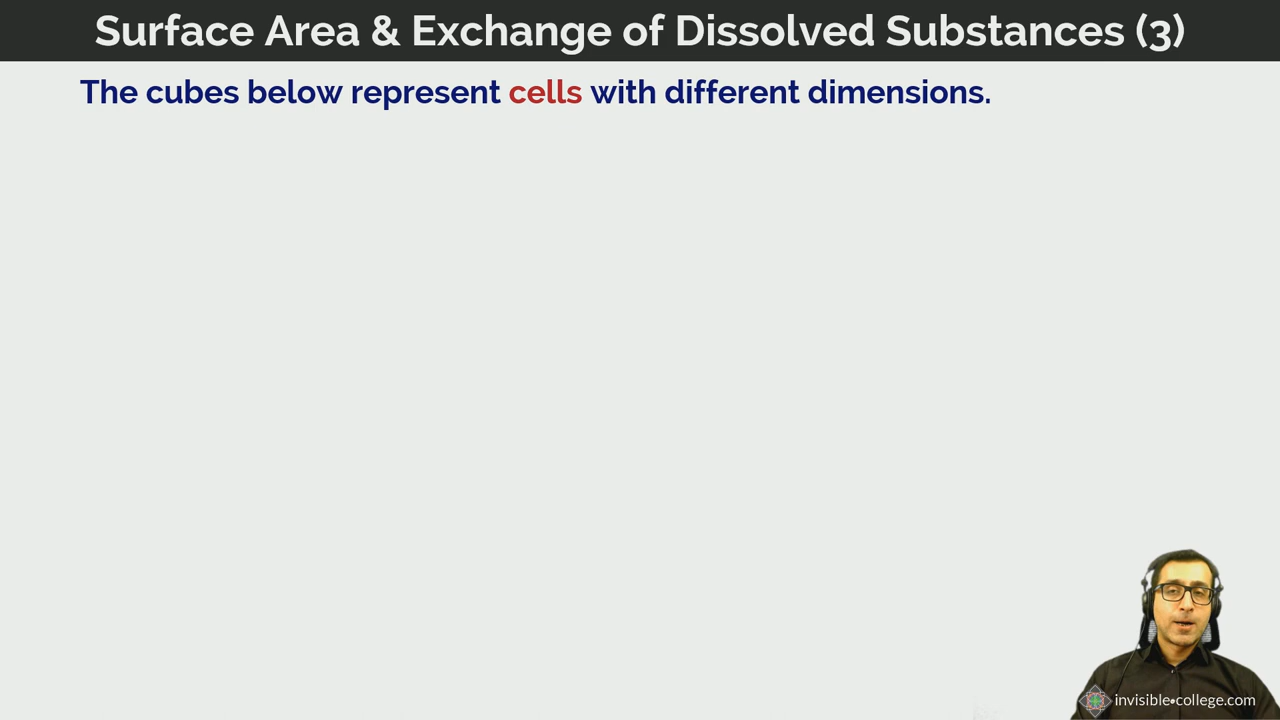 Surface Area & Exchange of Dissolved Substances (3)
The cubes below represent cells with different dimensions.
invisible•college.com